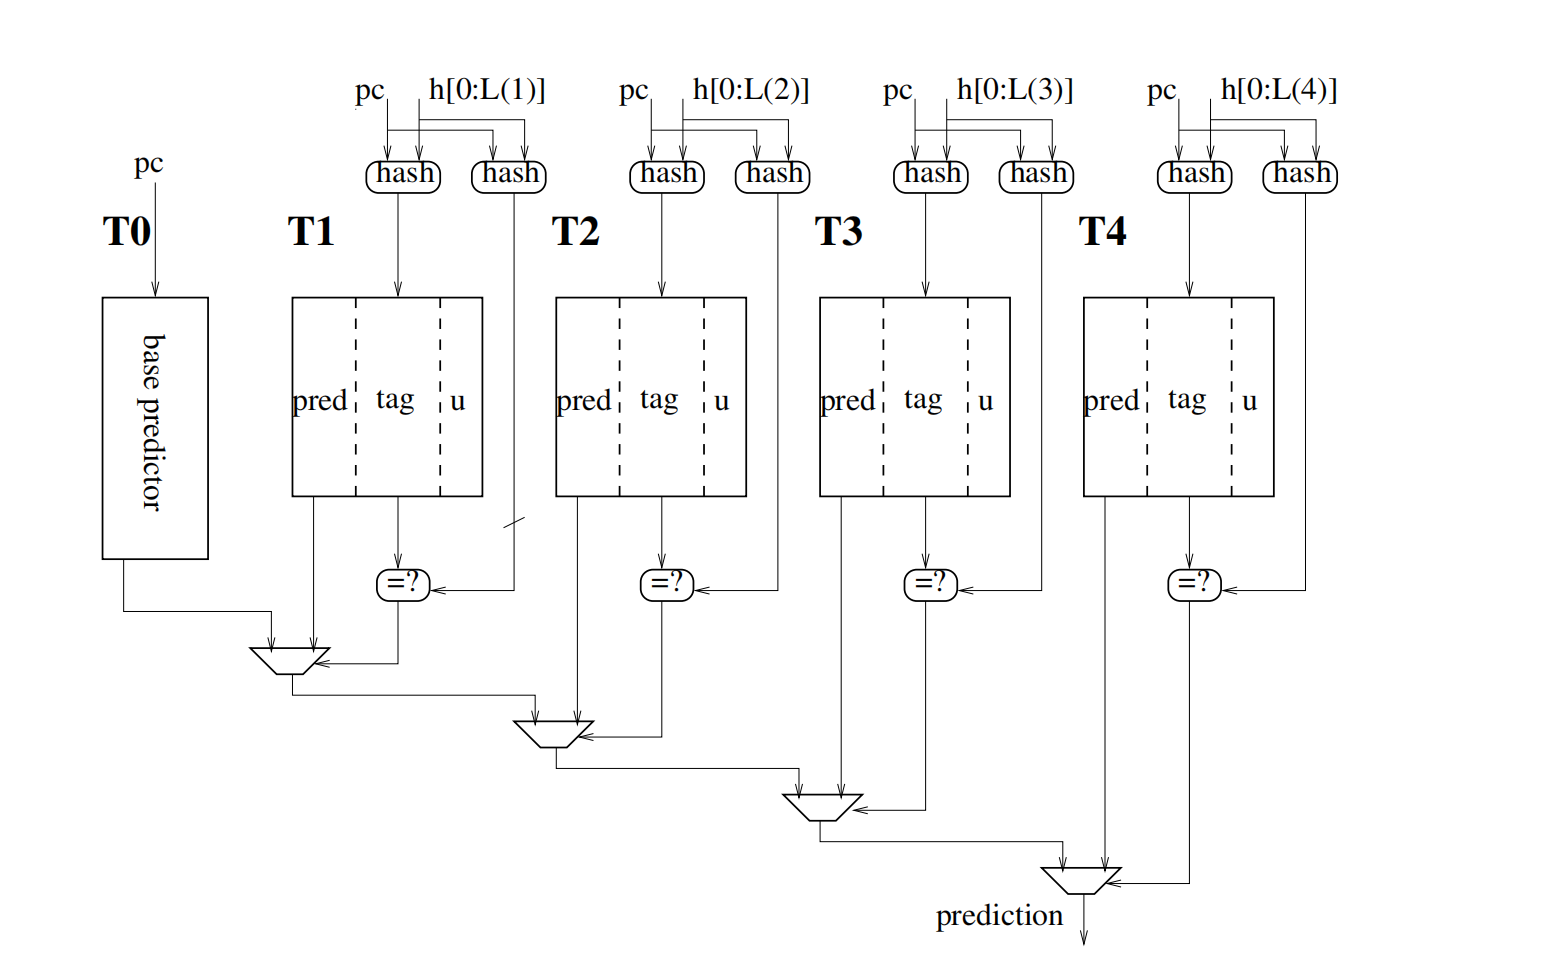 pc h[0:L(1)] pc h[0:L(2)] pc h[0:L(3)] pc h[0:L(4)]
pc
hash hash hash hash hash hash hash hash
T0 T1 T2 T3 T4
base predictor
pred tag u pred tag u pred tag u pred tag u
=? =? =? =?
prediction